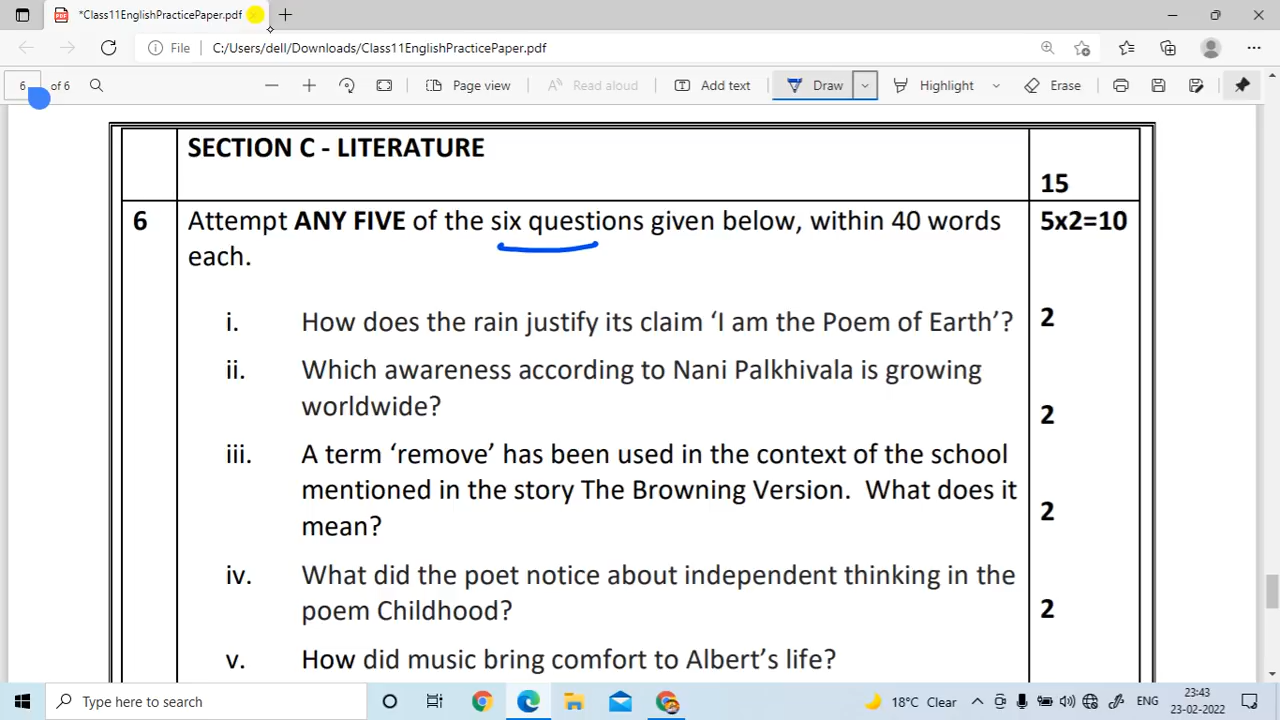 *Class11EnglishPracticePaper.pdf
File C:/Users/dell/Downloads/Class11EnglishPracticePaper.pdf
6 of 6 Page view Read aloud Add text Draw Highlight Erase
SECTION C - LITERATURE
15
6 Attempt ANY FIVE of the six questions given below, within 40 words 5x2=10
each.
i. How does the rain justify its claim ‘I am the Poem of Earth’? 2
ii. Which awareness according to Nani Palkhivala is growing
worldwide? 2
iii. A term ‘remove’ has been used in the context of the school
mentioned in the story The Browning Version. What does it
mean? 2
iv. What did the poet notice about independent thinking in the
poem Childhood? 2
v. How did music bring comfort to Albert’s life?
Type here to search 18°C Clear ENG 23:43
23-02-2022